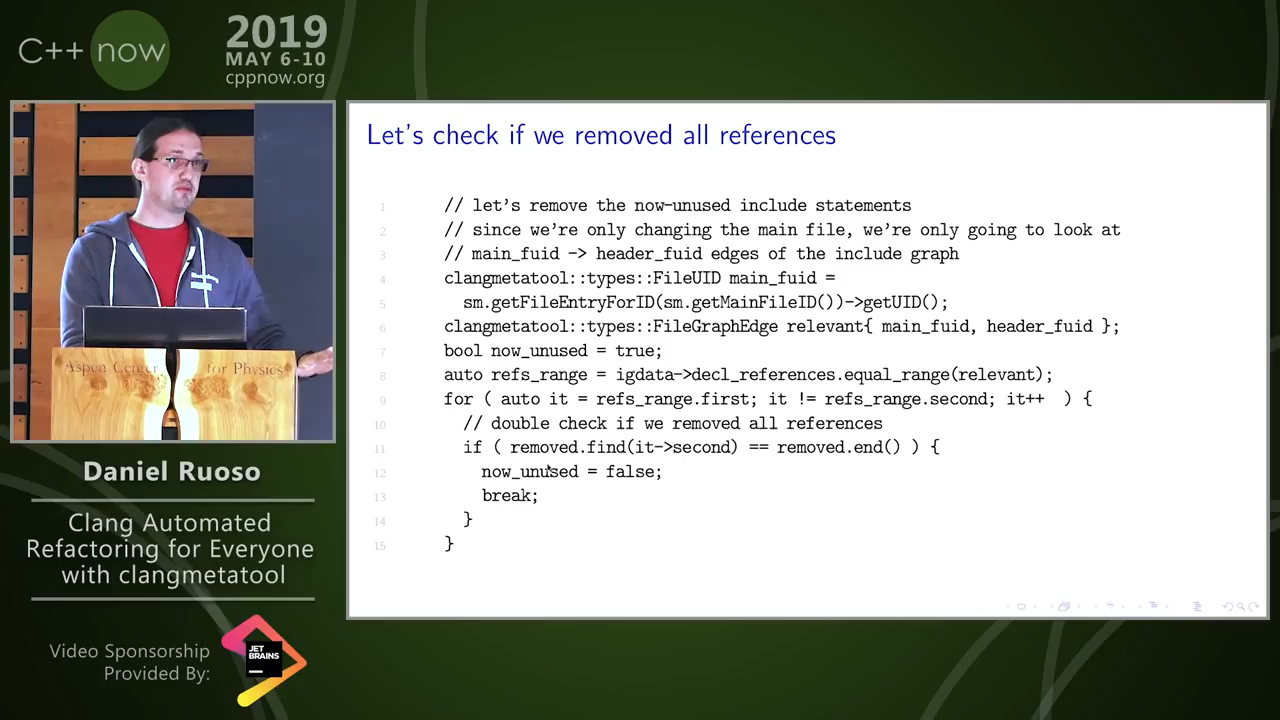 C++ now
2019
MAY 6-10
cppnow.org
Aspen Center for Physics
Daniel Ruoso
Clang Automated
Refactoring for Everyone
with clangmetatool
Video Sponsorship
Provided By:
JET
BRAINS
Let's check if we removed all references
1 // let's remove the now-unused include statements
2 // since we're only changing the main file, we're only going to look at
3 // main_fuid -> header_fuid edges of the include graph
4 clangmetatool::types::FileUID main_fuid =
5 sm.getFileEntryForID(sm.getMainFileID())->getUID();
6 clangmetatool::types::FileGraphEdge relevant{ main_fuid, header_fuid };
7 bool now_unused = true;
8 auto refs_range = igdata->decl_references.equal_range(relevant);
9 for ( auto it = refs_range.first; it != refs_range.second; it++ ) {
10 // double check if we removed all references
11 if ( removed.find(it->second) == removed.end() ) {
12 now_unused = false;
13 break;
14 }
15 }